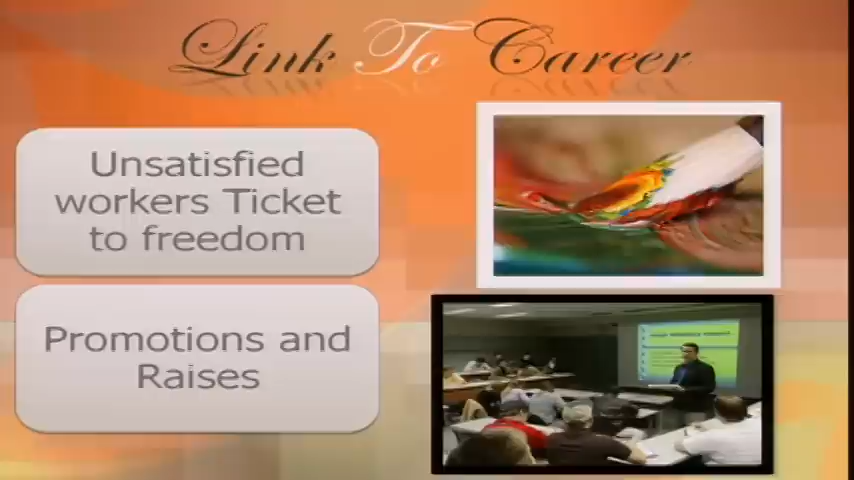 Link To Career
Unsatisfied
workers Ticket
to freedom
Promotions and
Raises